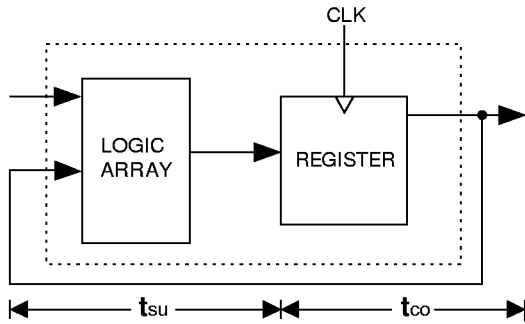 CLK
LOGIC
ARRAY
REGISTER
tsu
tco